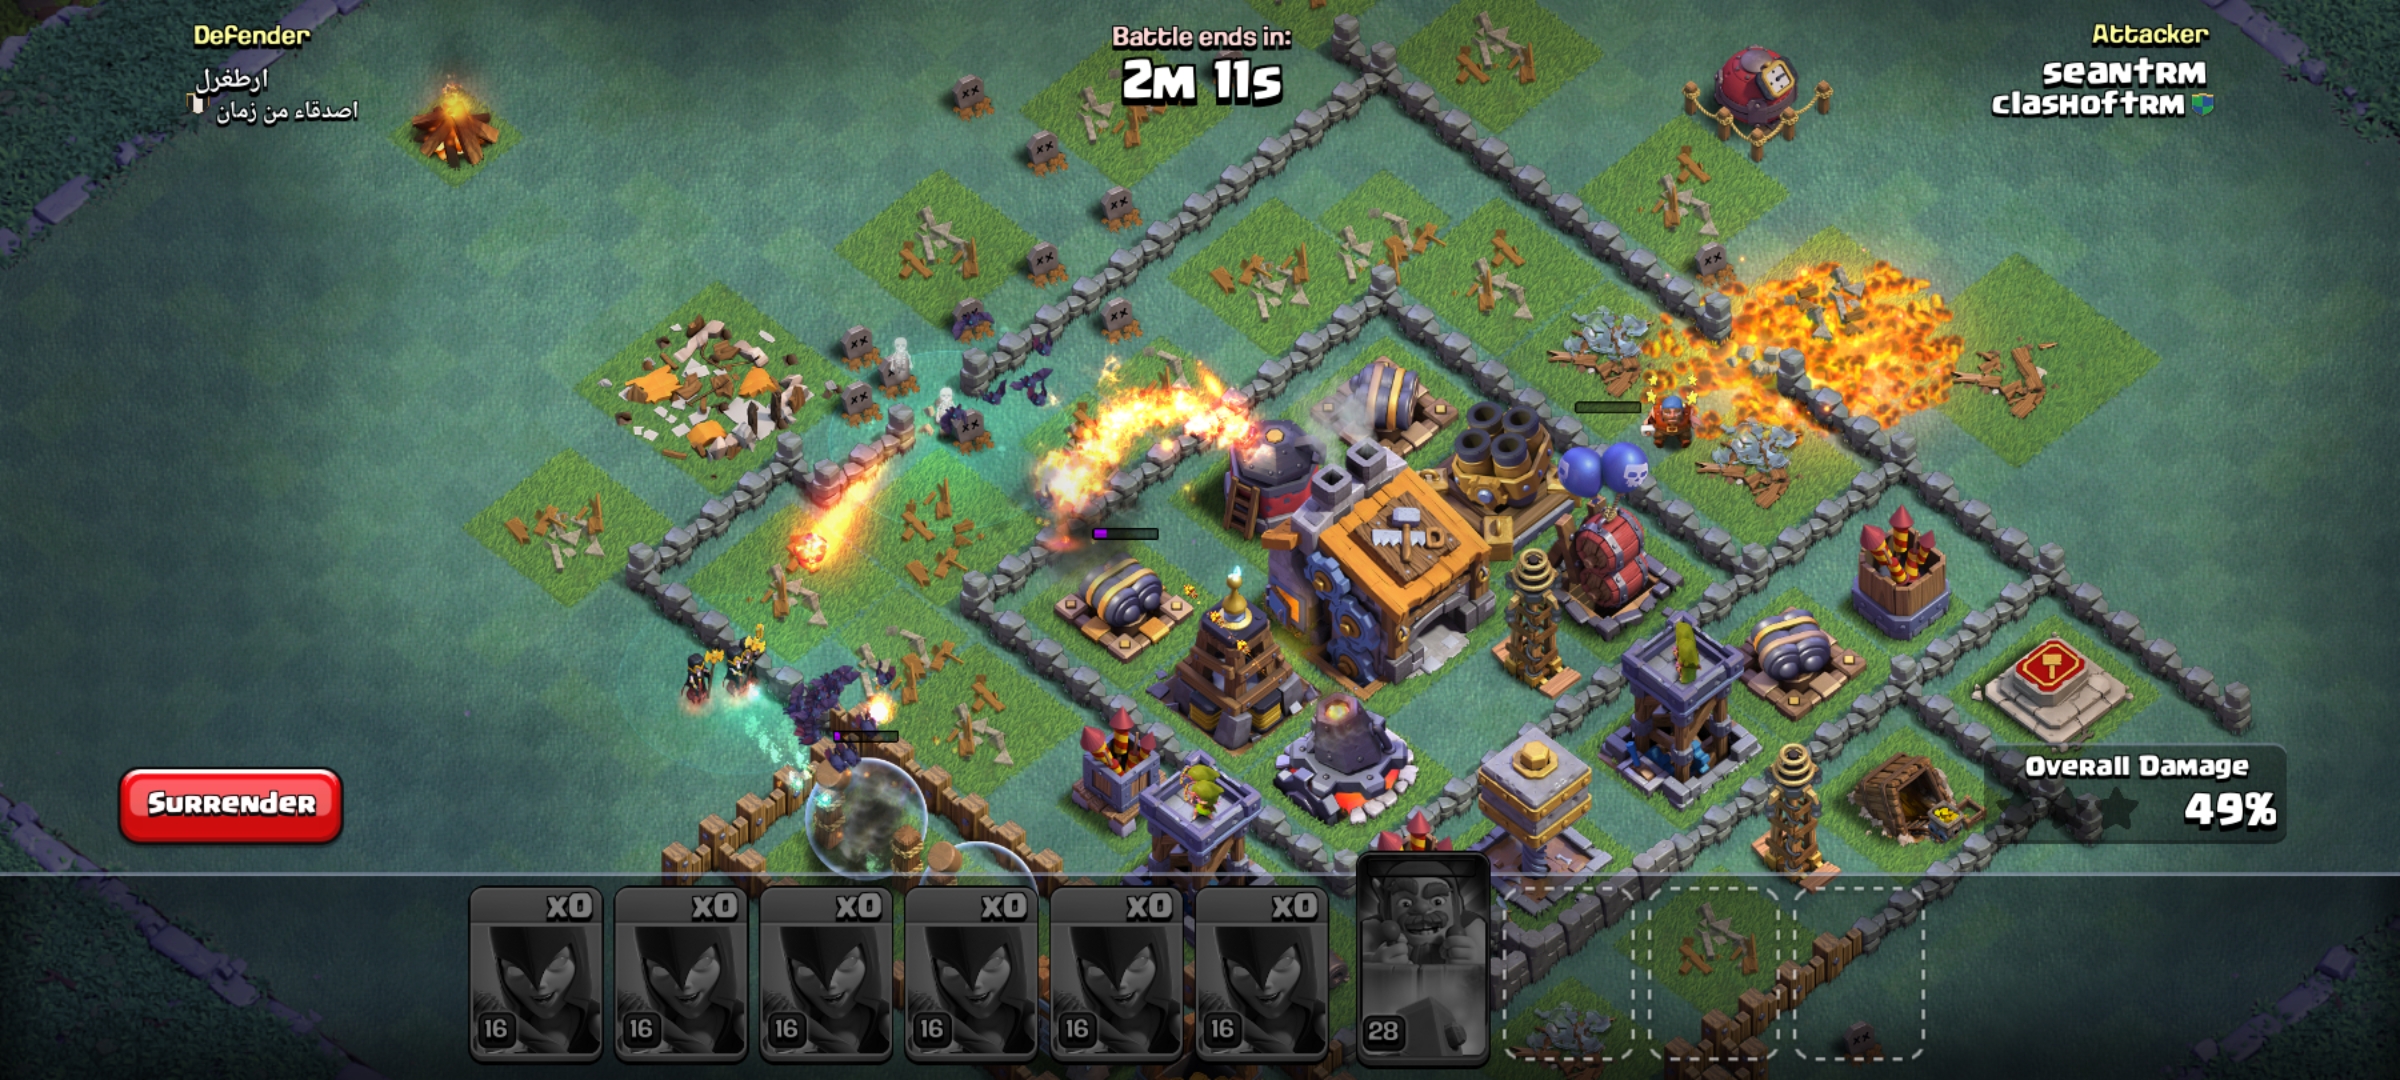 Defender
ارطغرل
اصدقاء من زمان
Battle ends in:
2M 11s
Attacker
seantRM
clashoftRM
Surrender
Overall Damage
49%
x0 x0 x0 x0 x0 x0
16 16 16 16 16 16 28